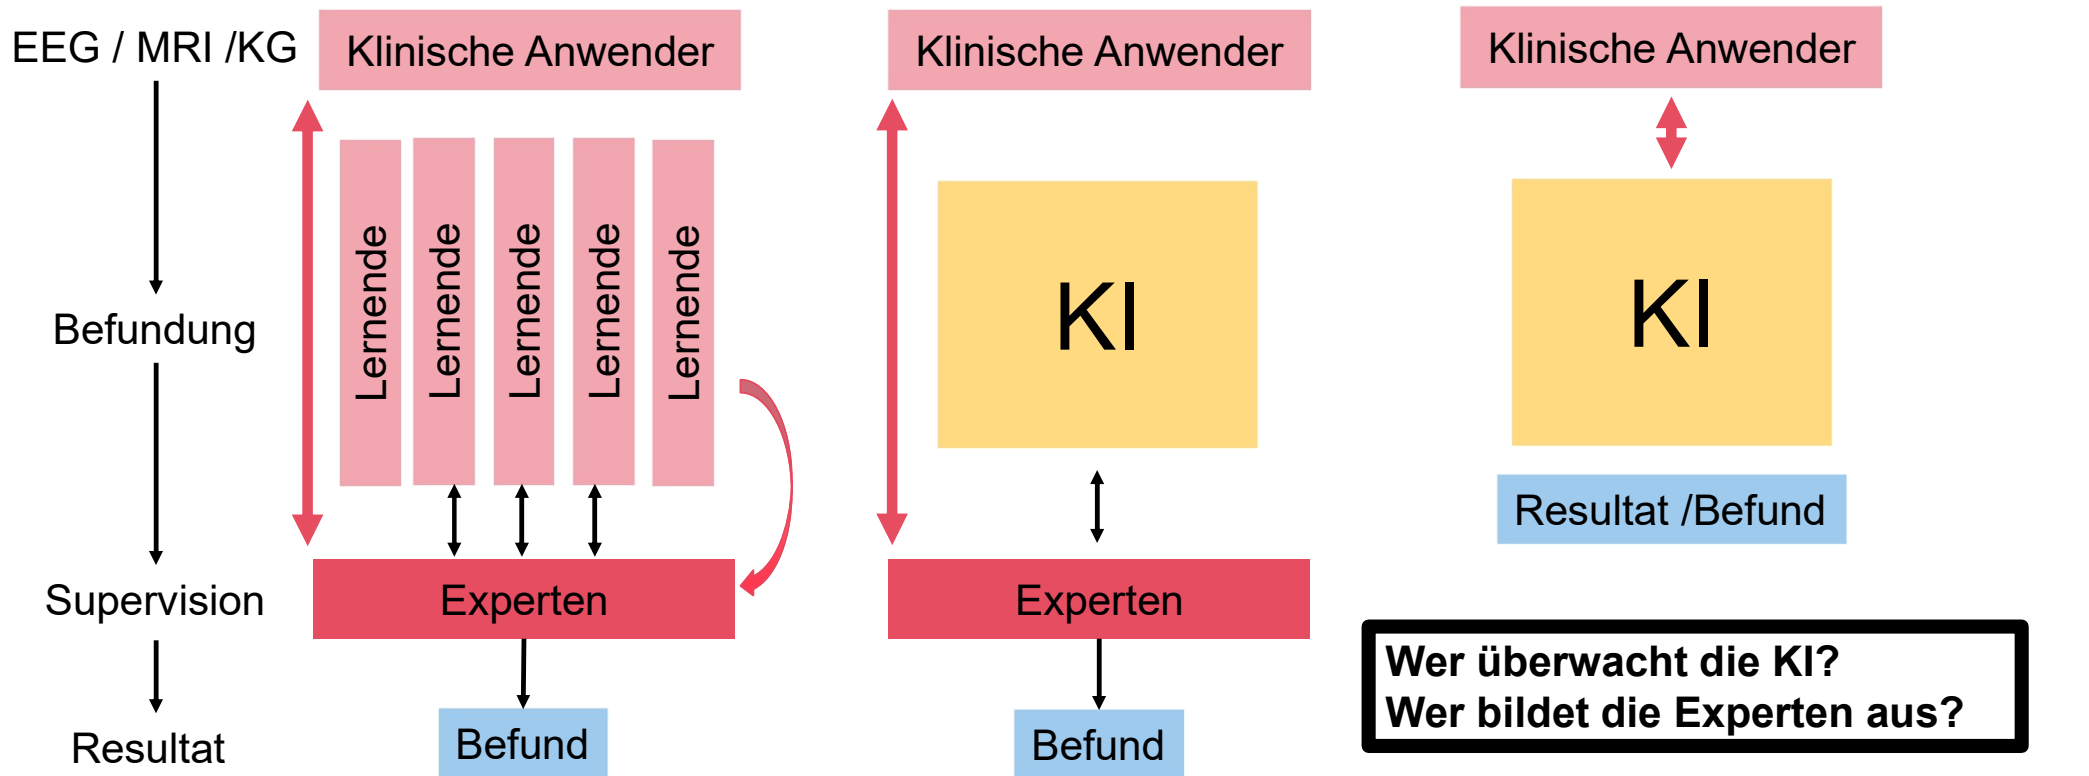 EEG / MRI /KG
Befundung
Supervision
Resultat
Klinische Anwender
Lernende
Lernende
Lernende
Lernende
Lernende
Experten
Befund
Klinische Anwender
KI
Experten
Befund
Klinische Anwender
KI
Resultat /Befund
Wer überwacht die KI?
Wer bildet die Experten aus?